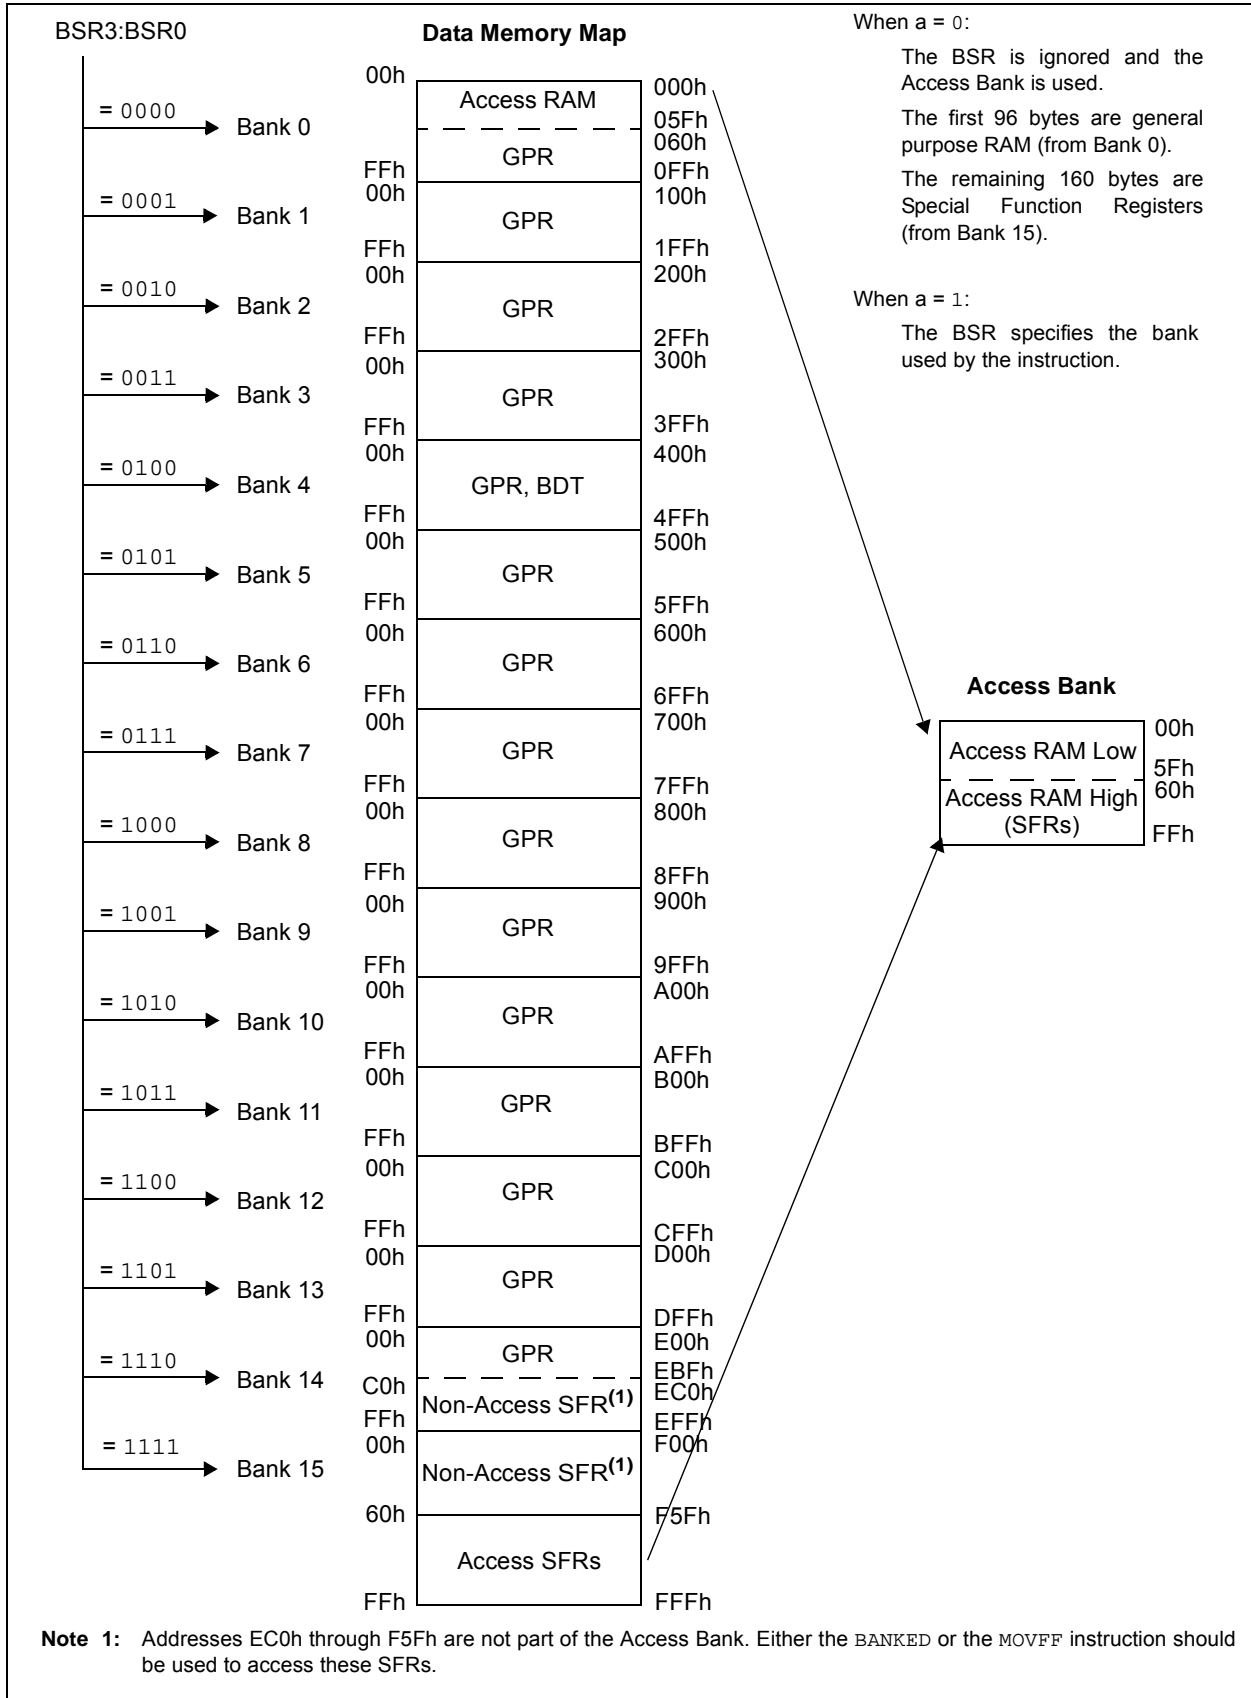 BSR3:BSR0
Data Memory Map
When a = 0:
The BSR is ignored and the
Access Bank is used.
The first 96 bytes are general
purpose RAM (from Bank 0).
The remaining 160 bytes are
Special Function Registers
(from Bank 15).
When a = 1:
The BSR specifies the bank
used by the instruction.
= 0000
Bank 0
00h
Access RAM
000h
05Fh
060h
GPR
FFh
0FFh
= 0001
Bank 1
00h
100h
GPR
FFh
1FFh
= 0010
Bank 2
00h
200h
GPR
FFh
2FFh
= 0011
Bank 3
00h
300h
GPR
FFh
3FFh
= 0100
Bank 4
00h
400h
GPR, BDT
FFh
4FFh
= 0101
Bank 5
00h
500h
GPR
FFh
5FFh
= 0110
Bank 6
00h
600h
GPR
FFh
6FFh
= 0111
Bank 7
00h
700h
GPR
FFh
7FFh
= 1000
Bank 8
00h
800h
GPR
FFh
8FFh
= 1001
Bank 9
00h
900h
GPR
FFh
9FFh
= 1010
Bank 10
00h
A00h
GPR
FFh
AFFh
= 1011
Bank 11
00h
B00h
GPR
FFh
BFFh
= 1100
Bank 12
00h
C00h
GPR
FFh
CFFh
= 1101
Bank 13
00h
D00h
GPR
FFh
DFFh
= 1110
Bank 14
00h
E00h
GPR
EBFh
C0h
EC0h
Non-Access SFR(1)
FFh
EFFh
= 1111
Bank 15
00h
F00h
Non-Access SFR(1)
60h
F5Fh
Access SFRs
FFh
FFFh
Access Bank
Access RAM Low
00h
5Fh
Access RAM High
(SFRs)
60h
FFh
Note 1: Addresses EC0h through F5Fh are not part of the Access Bank. Either the BANKED or the MOVFF instruction should
be used to access these SFRs.